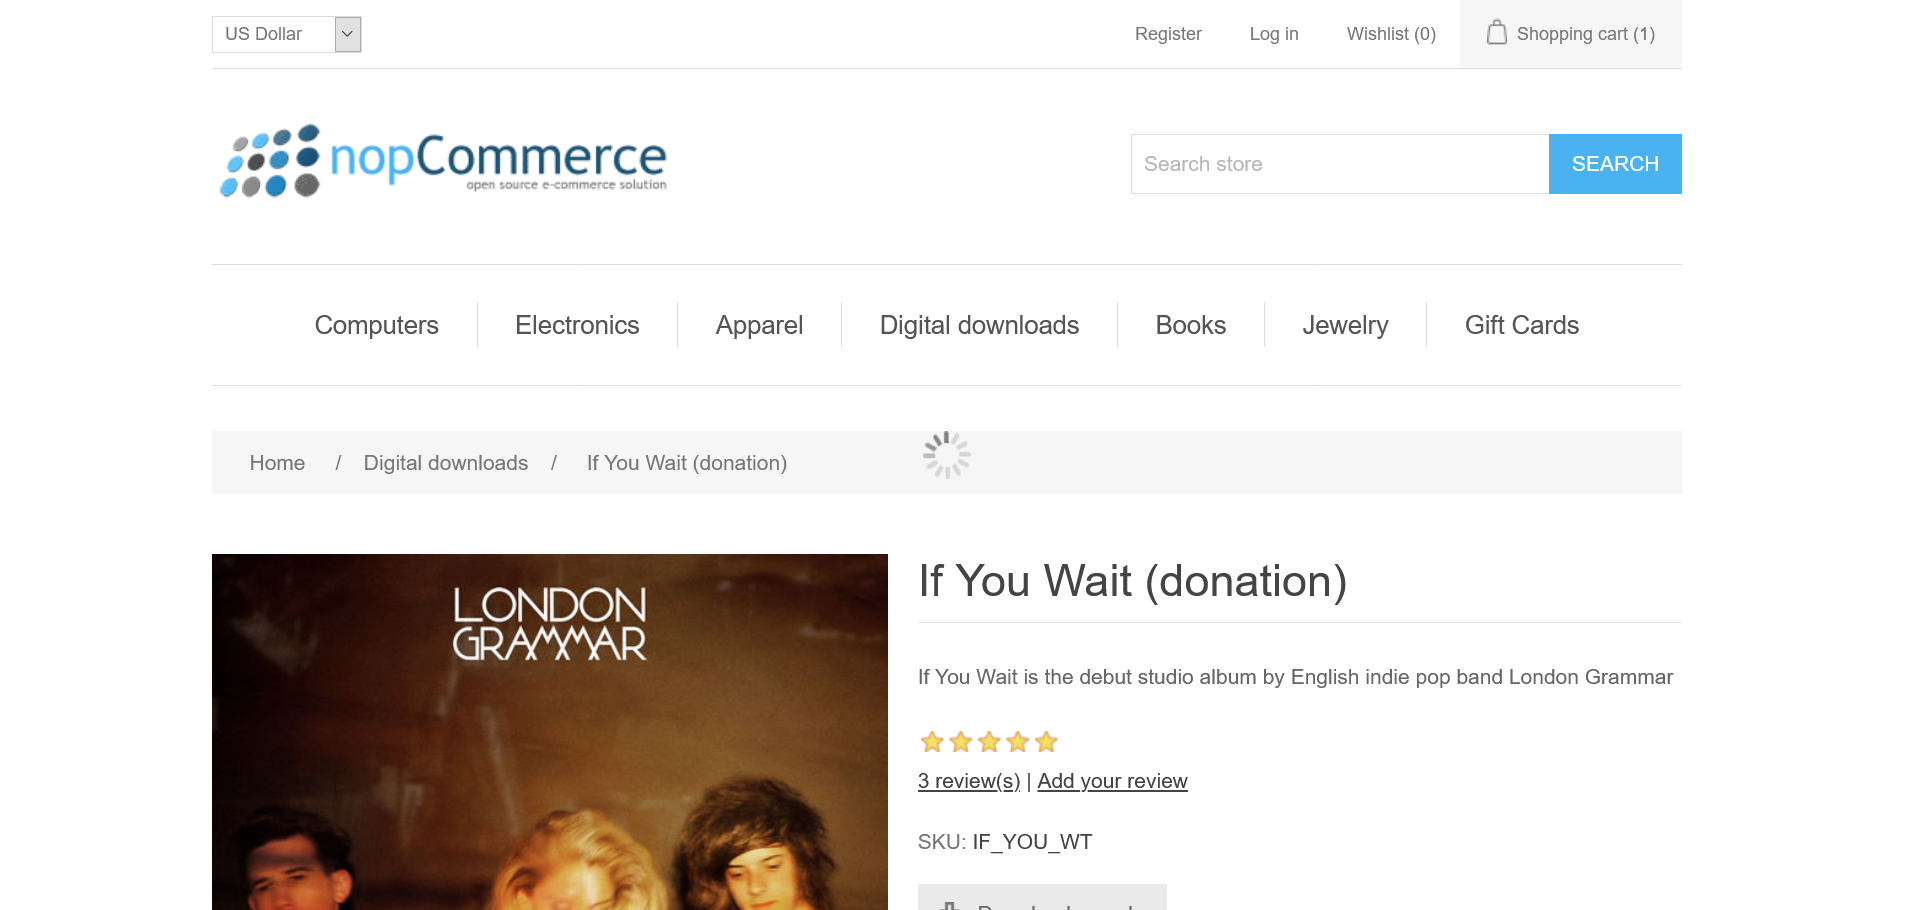 US Dollar
Register
Log in
Wishlist (0)
Shopping cart (1)
nopCommerce
open source e-commerce solution
Search store
SEARCH
Computers
Electronics
Apparel
Digital downloads
Books
Jewelry
Gift Cards
Home / Digital downloads / If You Wait (donation)
LONDON
GRAMMAR
If You Wait (donation)
If You Wait is the debut studio album by English indie pop band London Grammar
3 review(s) | Add your review
SKU: IF_YOU_WT